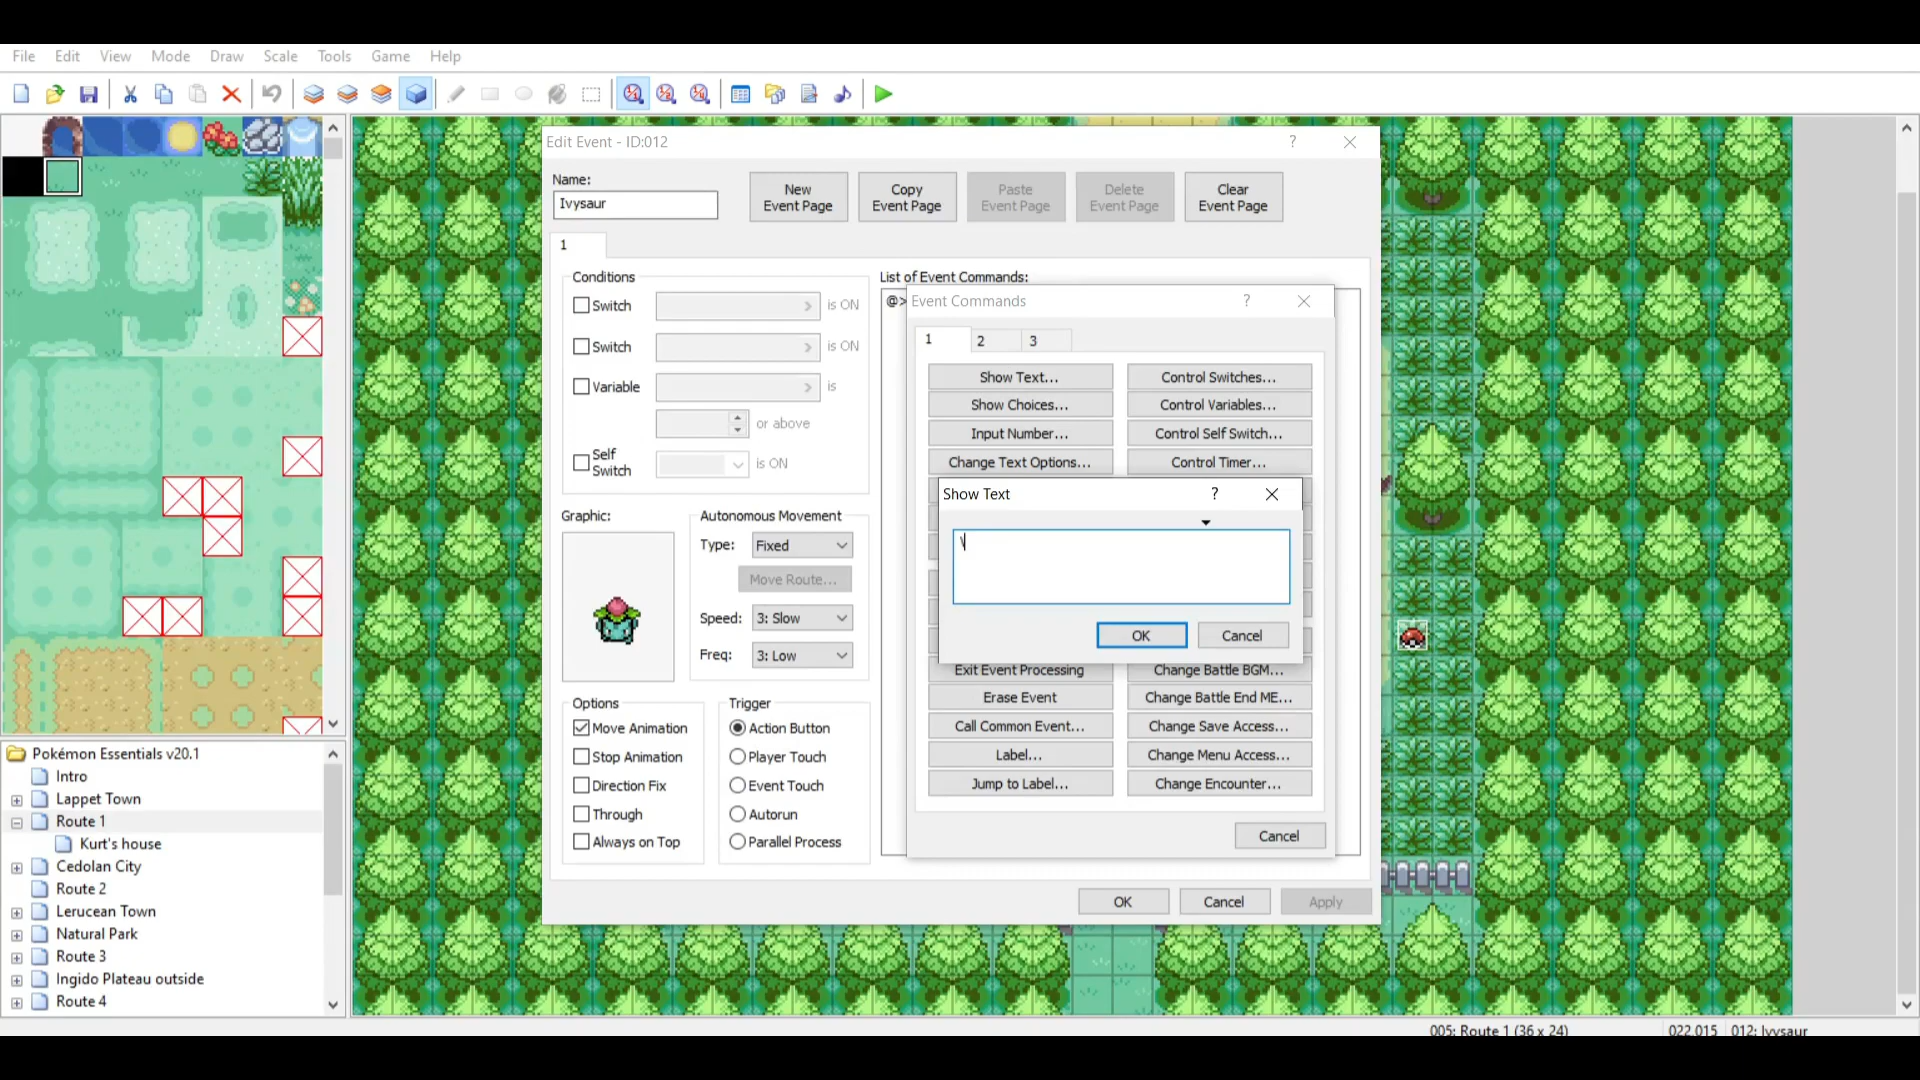 File Edit View Mode Draw Scale Tools Game Help
Edit Event - ID:012
?
Name:
Ivysaur
New Event Page
Copy Event Page
Paste Event Page
Delete Event Page
Clear Event Page
1
Conditions
Switch
is ON
Switch
is ON
Variable
is
or above
Self Switch
is ON
Graphic:
Autonomous Movement
Type:
Fixed
Move Route...
Speed:
3: Slow
Freq:
3: Low
Options
Move Animation
Stop Animation
Direction Fix
Through
Always on Top
Trigger
Action Button
Player Touch
Event Touch
Autorun
Parallel Process
List of Event Commands:
@>
Event Commands
?
1 2 3
Show Text...
Control Switches...
Show Choices...
Control Variables...
Input Number...
Control Self Switch...
Change Text Options...
Control Timer...
Show Text
?
\
OK
Cancel
Exit Event Processing
Change Battle BGM...
Erase Event
Change Battle End ME...
Call Common Event...
Change Save Access...
Label...
Change Menu Access...
Jump to Label...
Change Encounter...
Cancel
OK
Cancel
Apply
Pokémon Essentials v20.1
Intro
Lappet Town
Route 1
Kurt's house
Cedolan City
Route 2
Lerucean Town
Natural Park
Route 3
Ingido Plateau outside
Route 4
005: Route 1 (36 x 24)
022,015
012: Ivysaur